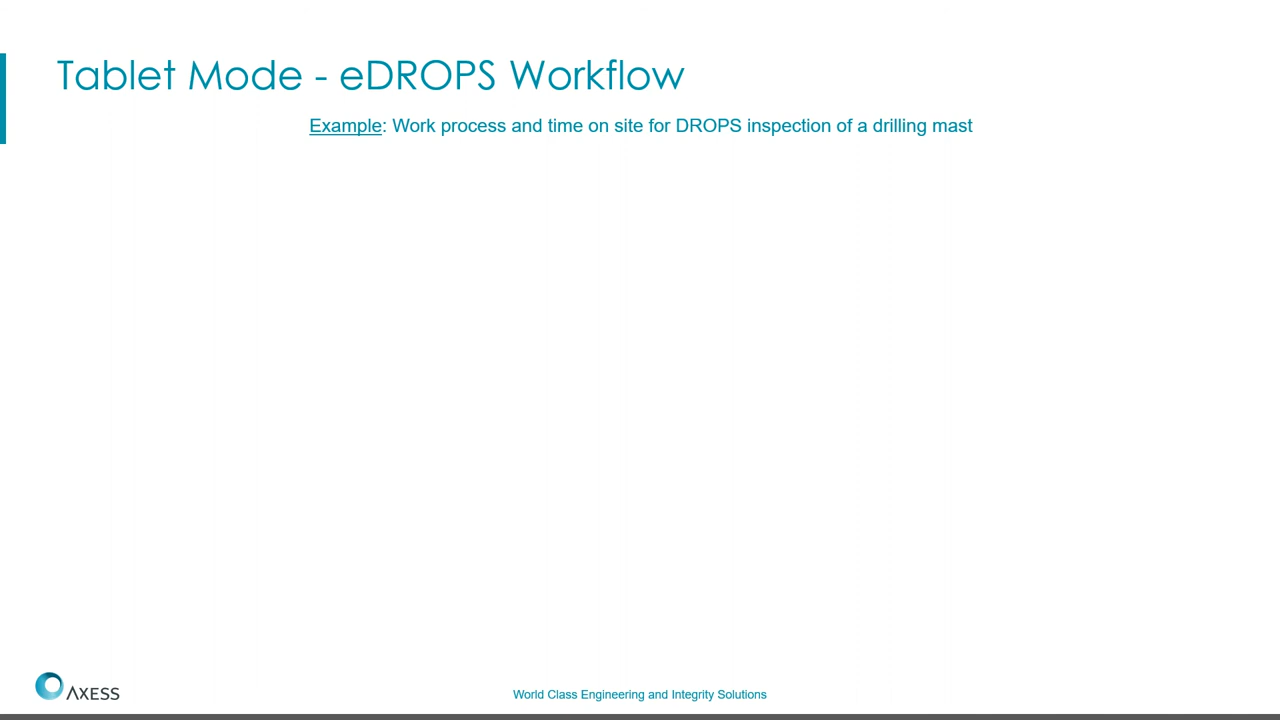 Tablet Mode - eDROPS Workflow
Example: Work process and time on site for DROPS inspection of a drilling mast
AXESS
World Class Engineering and Integrity Solutions